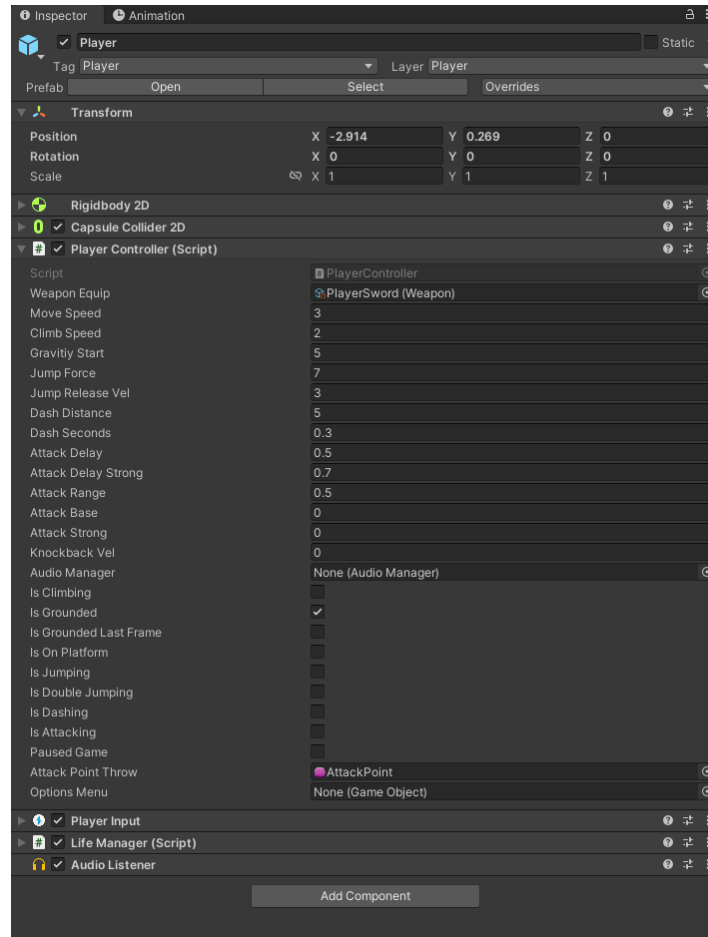 Inspector Animation
Player Static
Tag Player Layer Player
Prefab Open Select Overrides
Transform
Position X -2.914 Y 0.269 Z 0
Rotation X 0 Y 0 Z 0
Scale X 1 Y 1 Z 1
Rigidbody 2D
Capsule Collider 2D
# Player Controller (Script)
Script PlayerController
Weapon Equip PlayerSword (Weapon)
Move Speed 3
Climb Speed 2
Gravitiy Start 5
Jump Force 7
Jump Release Vel 3
Dash Distance 5
Dash Seconds 0.3
Attack Delay 0.5
Attack Delay Strong 0.7
Attack Range 0.5
Attack Base 0
Attack Strong 0
Knockback Vel 0
Audio Manager None (Audio Manager)
Is Climbing
Is Grounded
Is Grounded Last Frame
Is On Platform
Is Jumping
Is Double Jumping
Is Dashing
Is Attacking
Paused Game
Attack Point Throw AttackPoint
Options Menu None (Game Object)
Player Input
# Life Manager (Script)
Audio Listener
Add Component